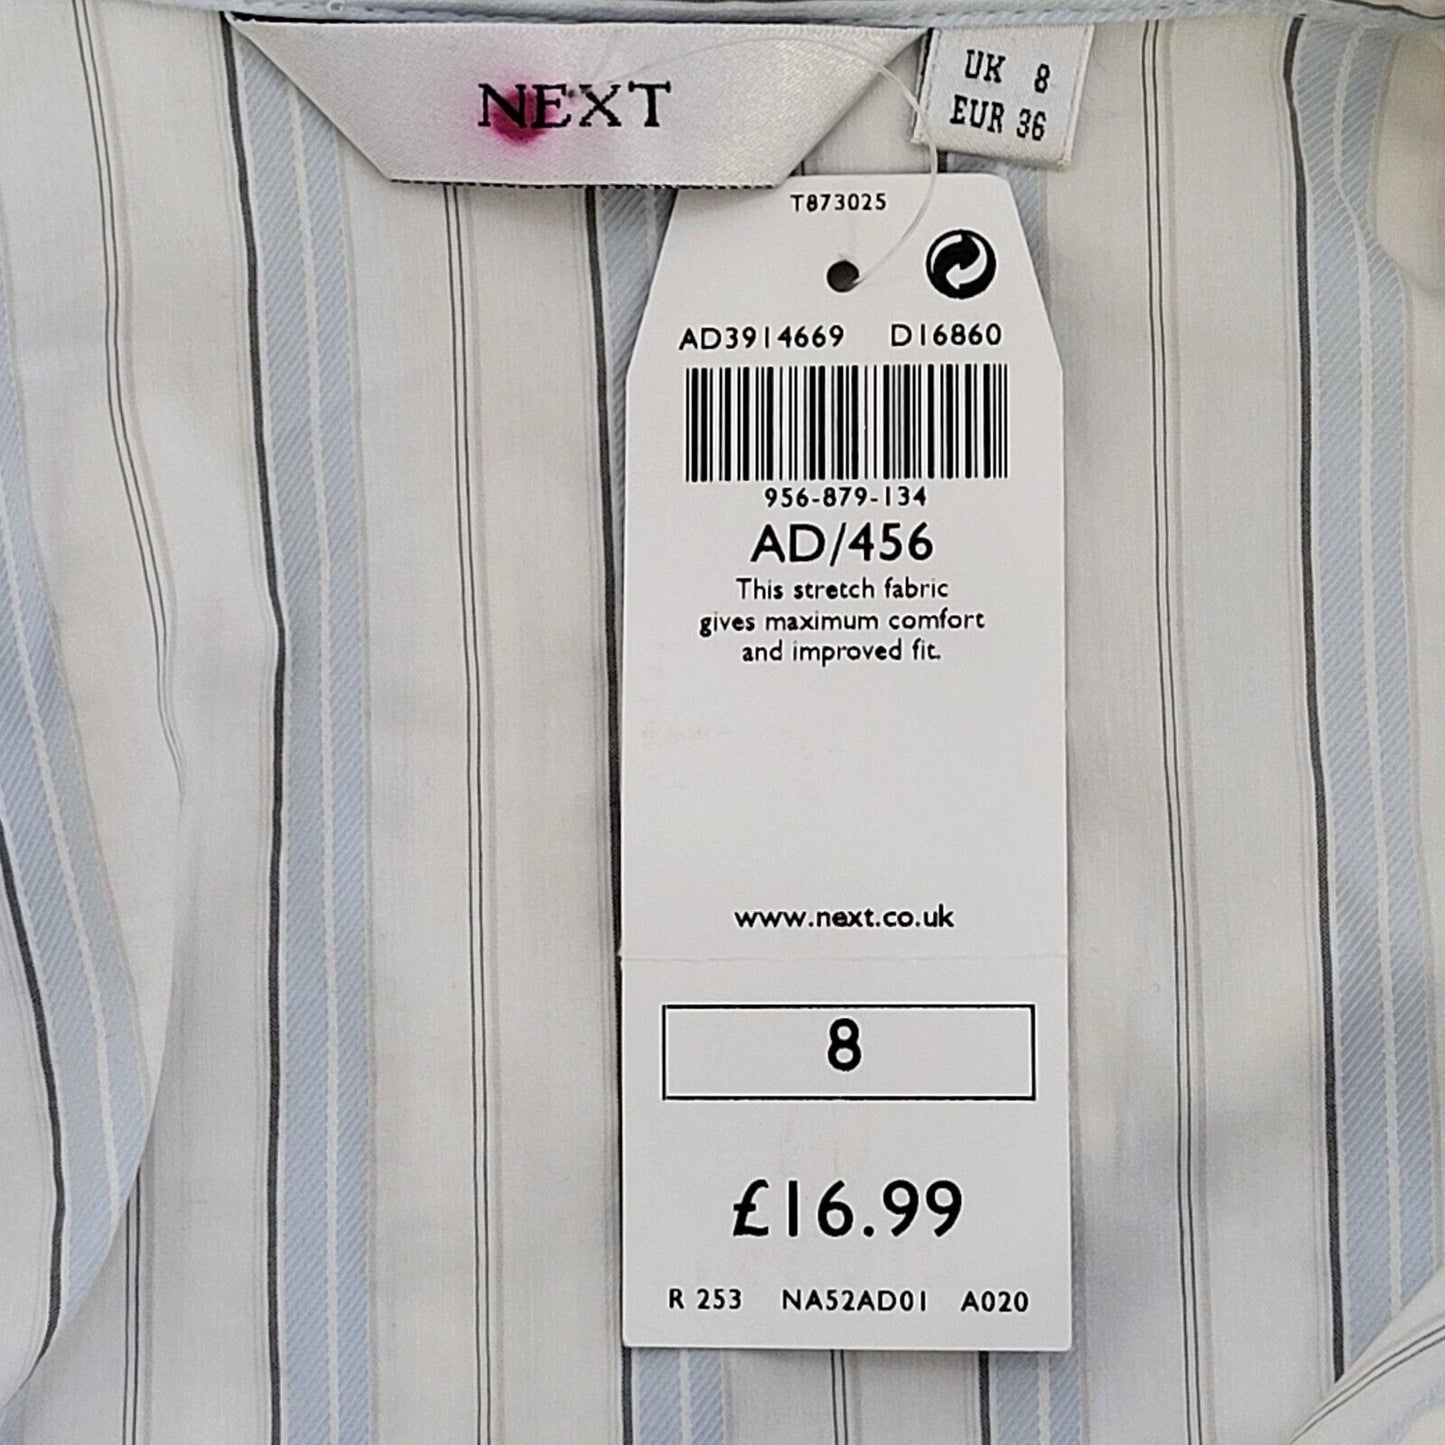 NEXT
UK 8
EUR 36
T873025
AD3914669 D16860
956-879-134
AD/456
This stretch fabric
gives maximum comfort
and improved fit.
www.next.co.uk
8
£16.99
R 253 NA52AD01 A020